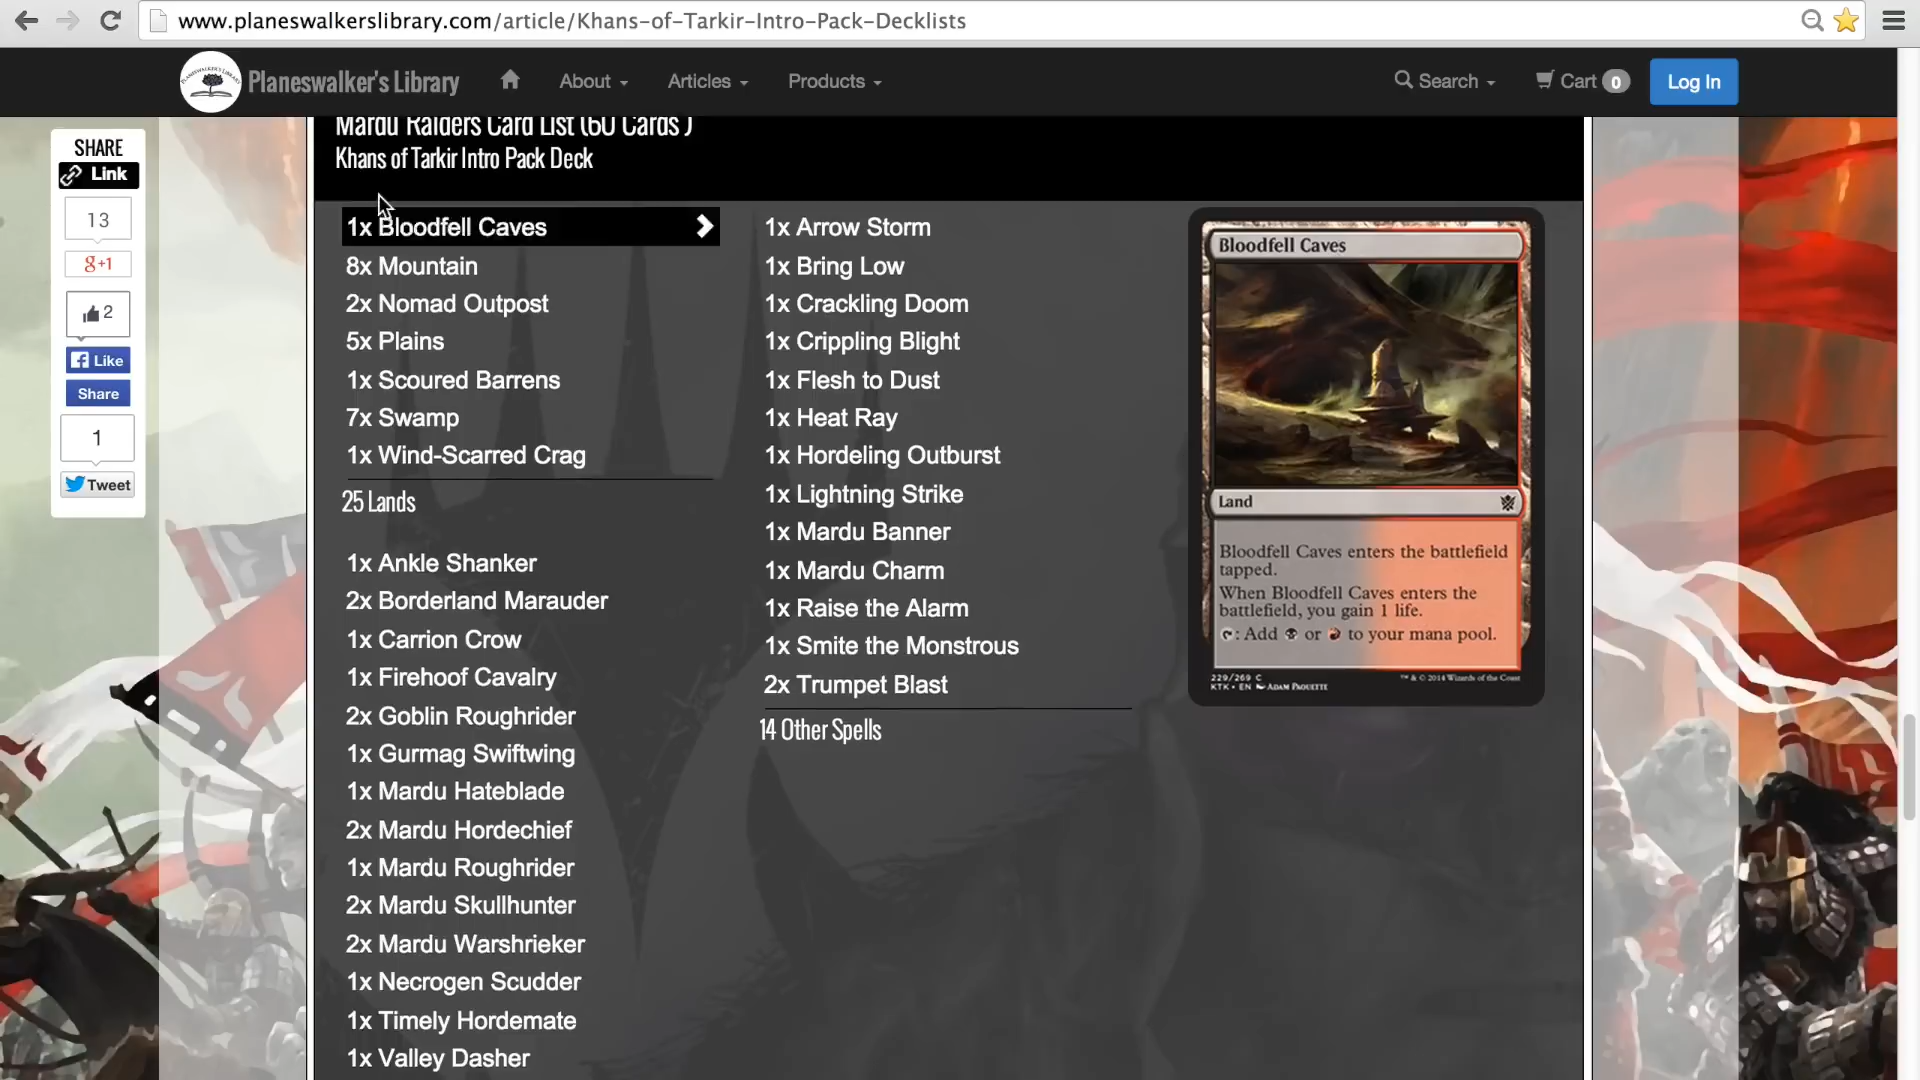 www.planeswalkerslibrary.com/article/Khans-of-Tarkir-Intro-Pack-Decklists
Planeswalker's Library
About
Articles
Products
Search
Cart 0
Log In
SHARE
Link
13
g+1
2
Like
Share
1
Tweet
Mardu Raiders Card List (60 Cards )
Khans of Tarkir Intro Pack Deck
1x Bloodfell Caves
8x Mountain
2x Nomad Outpost
5x Plains
1x Scoured Barrens
7x Swamp
1x Wind-Scarred Crag
25 Lands
1x Ankle Shanker
2x Borderland Marauder
1x Carrion Crow
1x Firehoof Cavalry
2x Goblin Roughrider
1x Gurmag Swiftwing
1x Mardu Hateblade
2x Mardu Hordechief
1x Mardu Roughrider
2x Mardu Skullhunter
2x Mardu Warshrieker
1x Necrogen Scudder
1x Timely Hordemate
1x Valley Dasher
1x Arrow Storm
1x Bring Low
1x Crackling Doom
1x Crippling Blight
1x Flesh to Dust
1x Heat Ray
1x Hordeling Outburst
1x Lightning Strike
1x Mardu Banner
1x Mardu Charm
1x Raise the Alarm
1x Smite the Monstrous
2x Trumpet Blast
14 Other Spells
Bloodfell Caves
Land
Bloodfell Caves enters the battlefield
tapped.
When Bloodfell Caves enters the
battlefield, you gain 1 life.
: Add or to your mana pool.
229/269 C
KTK • EN Adam Paquette
™ & © 2014 Wizards of the Coast